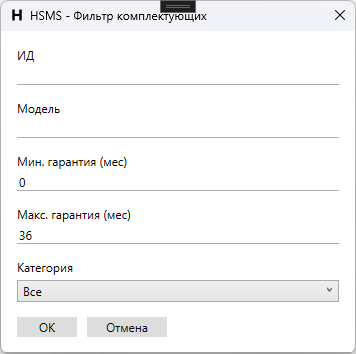 H HSMS - Фильтр комплектующих
ИД
Модель
Мин. гарантия (мес)
0
Макс. гарантия (мес)
36
Категория
Все
OK Отмена